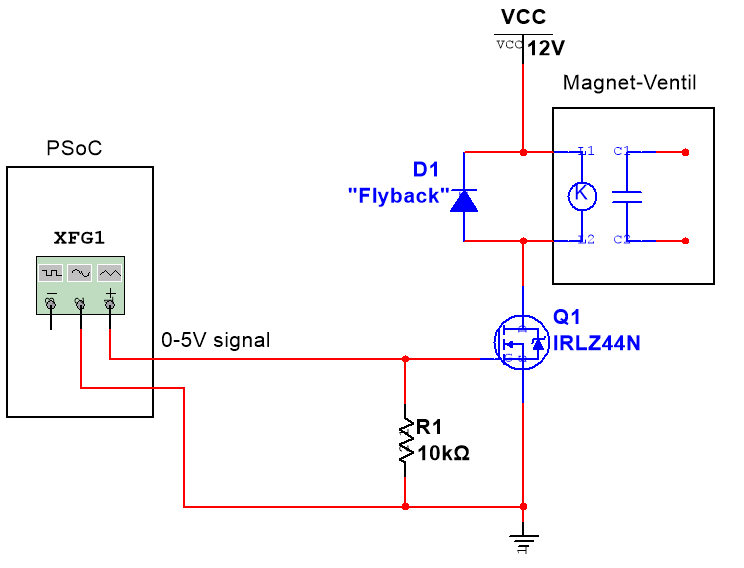 VCC
VCC
12V
Magnet-Ventil
PSoC
L1
C1
D1
"Flyback"
K
XFG1
L2
C2
− +
Q1
IRLZ44N
G
0-5V signal
R1
10kΩ